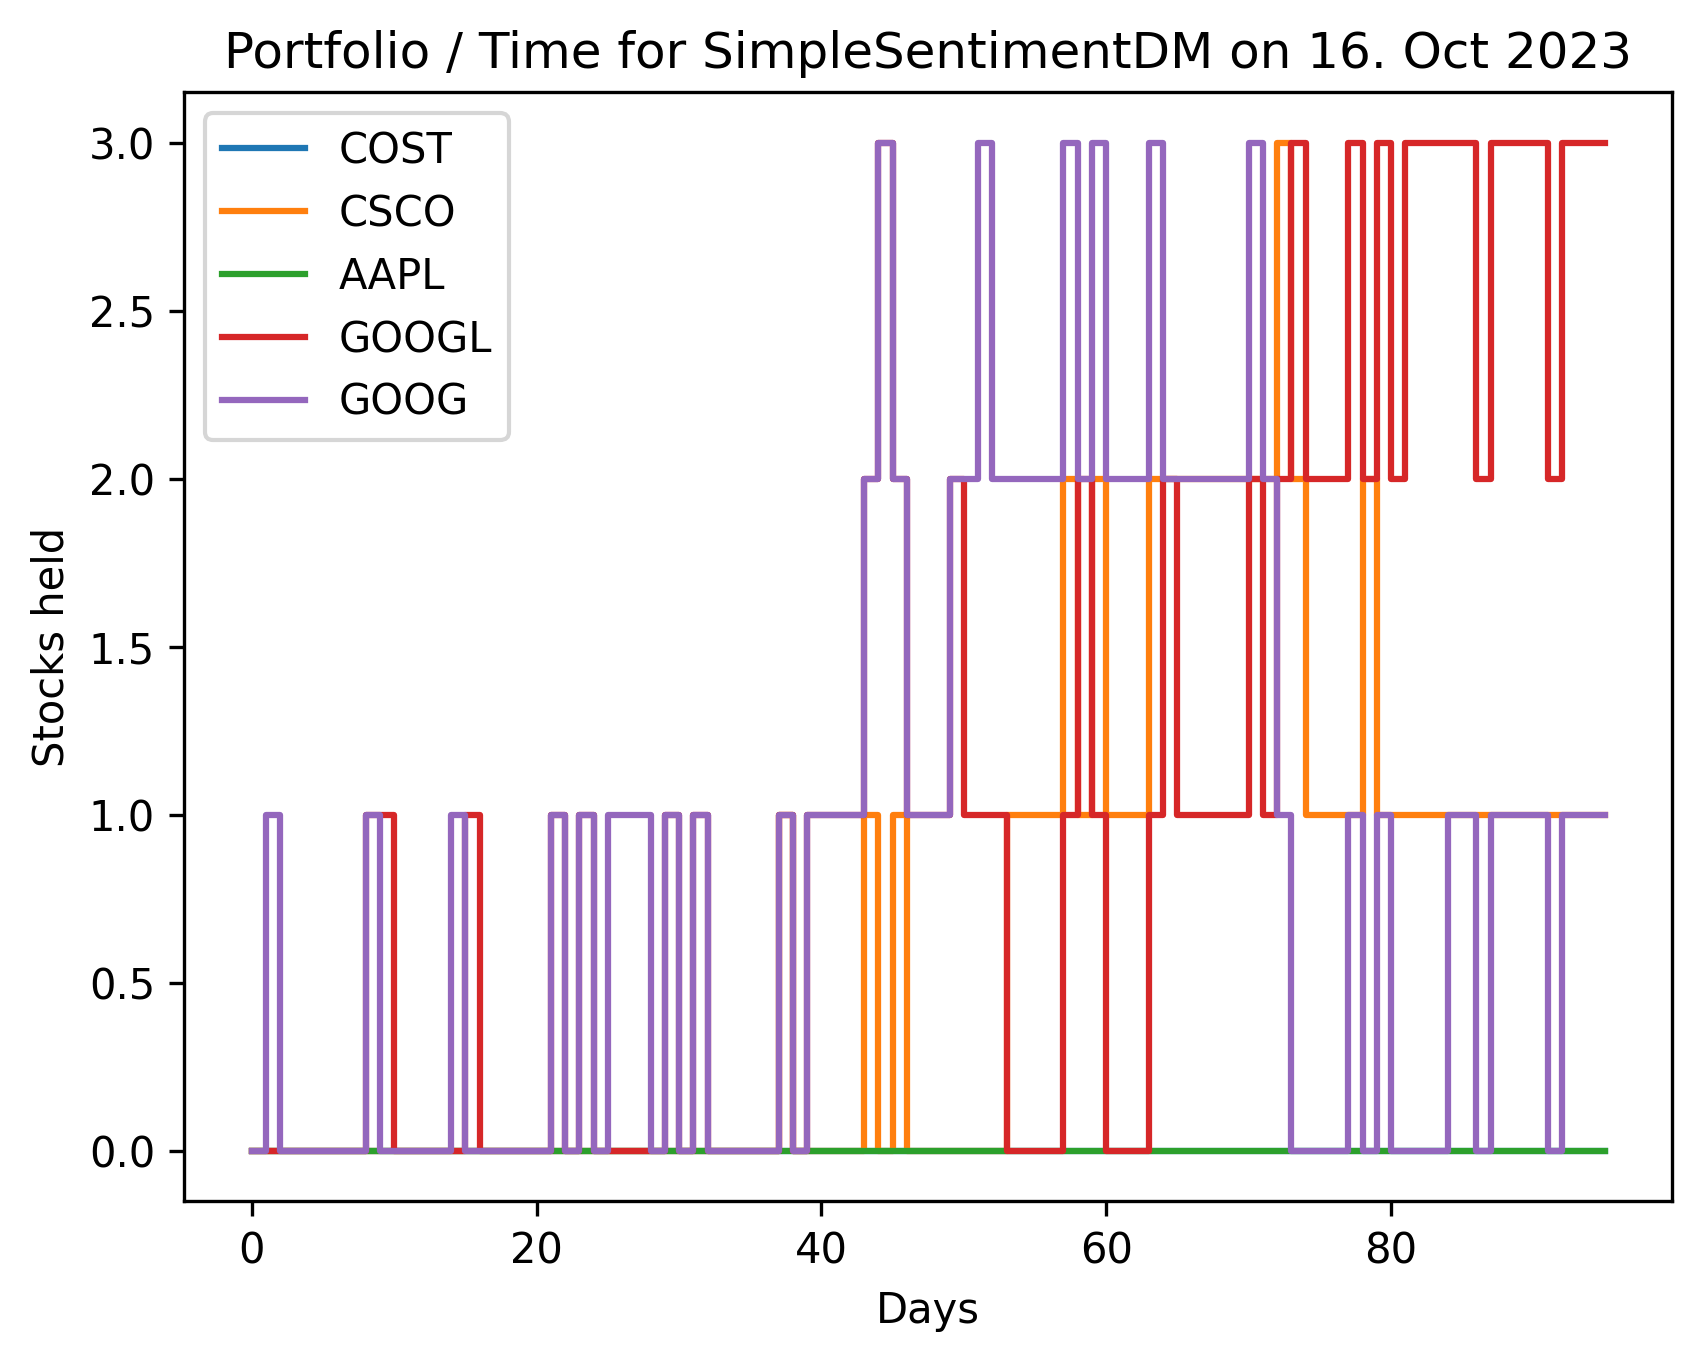 Portfolio / Time for SimpleSentimentDM on 16. Oct 2023
COST
CSCO
AAPL
GOOGL
GOOG
3.0
2.5
2.0
1.5
1.0
0.5
0.0
Stocks held
0 20 40 60 80
Days